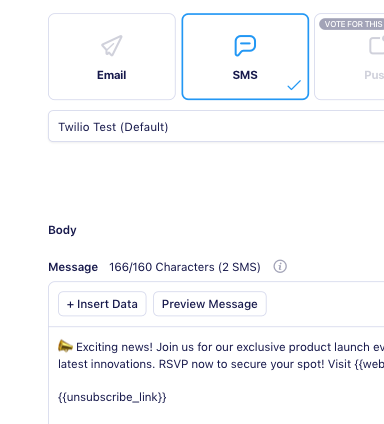 VOTE FOR THIS
Email
SMS
Twilio Test (Default)
Body
Message 166/160 Characters (2 SMS)
+ Insert Data
Preview Message
📣 Exciting news! Join us for our exclusive product launch
latest innovations. RSVP now to secure your spot! Visit {{web
{{unsubscribe_link}}